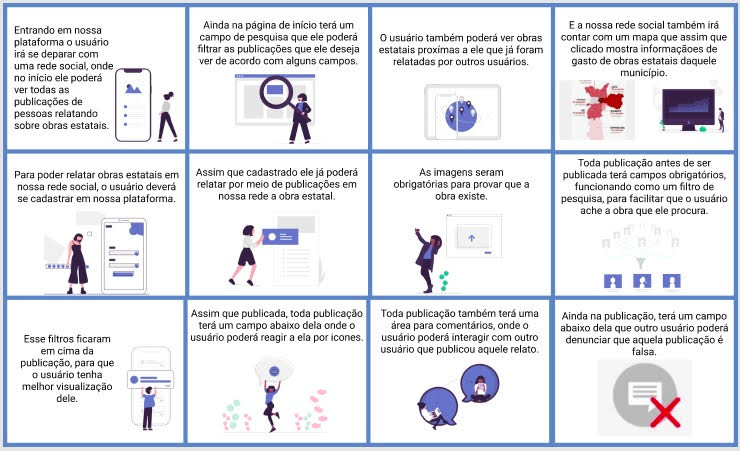 Entrando em nossa
plataforma o usuário
irá se deparar com
uma rede social, onde
no início ele poderá
ver todas as
publicações de
pessoas relatando
sobre obras estatais.
Ainda na página de início terá um
campo de pesquisa que ele poderá
filtrar as publicações que ele deseja
ver de acordo com alguns campos.
O usuário também poderá ver obras
estatais proxímas a ele que já foram
relatadas por outros usuários.
E a nossa rede social também irá
contar com um mapa que assim que
clicado mostra informaçãoes de
gasto de obras estatais daquele
município.
Para poder relatar obras estatais em
nossa rede social, o usuário deverá
se cadastrar em nossa plataforma.
Assim que cadastrado ele já poderá
relatar por meio de publicações em
nossa rede a obra estatal.
As imagens seram
obrigatórias para provar que a
obra existe.
Toda publicação antes de ser
publicada terá campos obrigatórios,
funcionando como um filtro de
pesquisa, para facilitar que o usuário
ache a obra que ele procura.
Esse filtros ficaram
em cima da
publicação, para que
o usuário tenha
melhor visualização
dele.
Assim que publicada, toda publicação
terá um campo abaixo dela onde o
usuário poderá reagir a ela por icones.
Toda publicação também terá uma
área para comentários, onde o
usuário poderá interagir com outro
usuário que publicou aquele relato.
Ainda na publicação, terá um campo
abaixo dela que outro usuário poderá
denunciar que aquela publicação é
falsa.